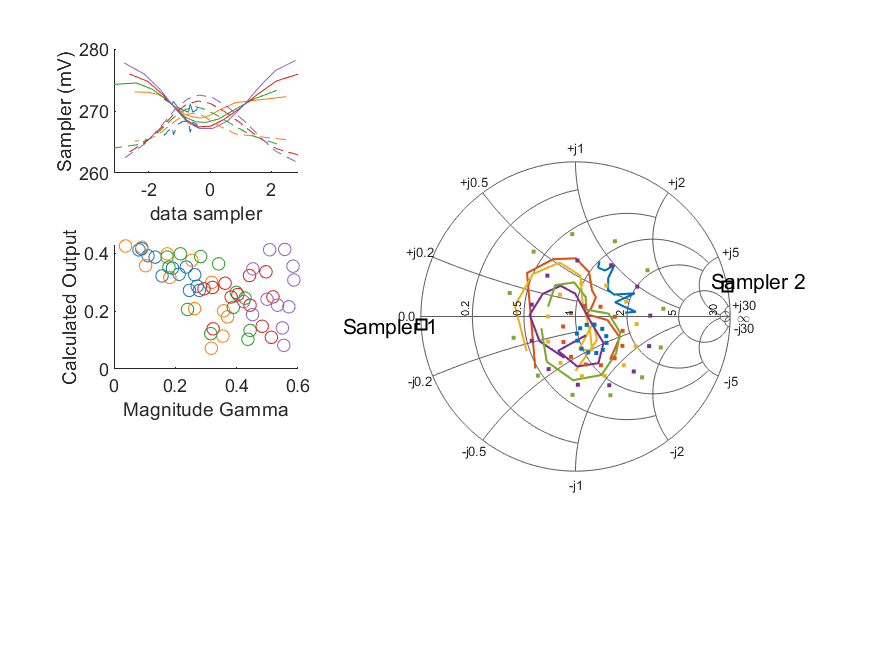 280
270
260
Sampler (mV)
-2 0 2
data sampler
0.4
0.2
0
Calculated Output
0 0.2 0.4 0.6
Magnitude Gamma
+j1
+j0.5 +j2
+j0.2 +j5
Sampler 2
+j30
0.0 0.2 0.5 1 2 5 30 ∞
Sampler 1
-j30
-j0.2 -j5
-j0.5 -j2
-j1